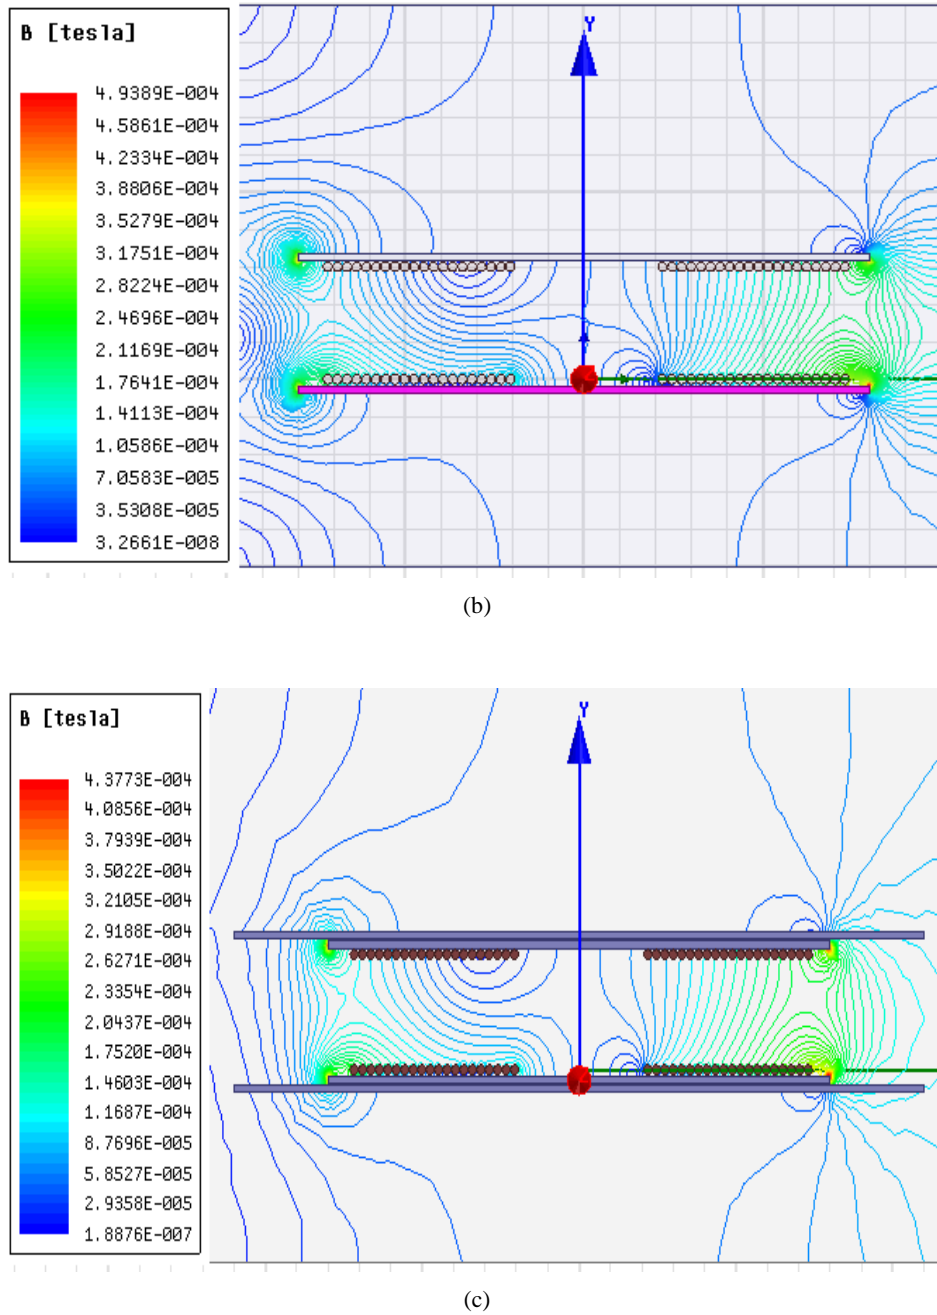 B [tesla]
4.9389E-004
4.5861E-004
4.2334E-004
3.8806E-004
3.5279E-004
3.1751E-004
2.8224E-004
2.4696E-004
2.1169E-004
1.7641E-004
1.4113E-004
1.0586E-004
7.0583E-005
3.5308E-005
3.2661E-008
Y
(b)
B [tesla]
4.3773E-004
4.0856E-004
3.7939E-004
3.5022E-004
3.2105E-004
2.9188E-004
2.6271E-004
2.3354E-004
2.0437E-004
1.7520E-004
1.4603E-004
1.1687E-004
8.7696E-005
5.8527E-005
2.9358E-005
1.8876E-007
Y
(c)